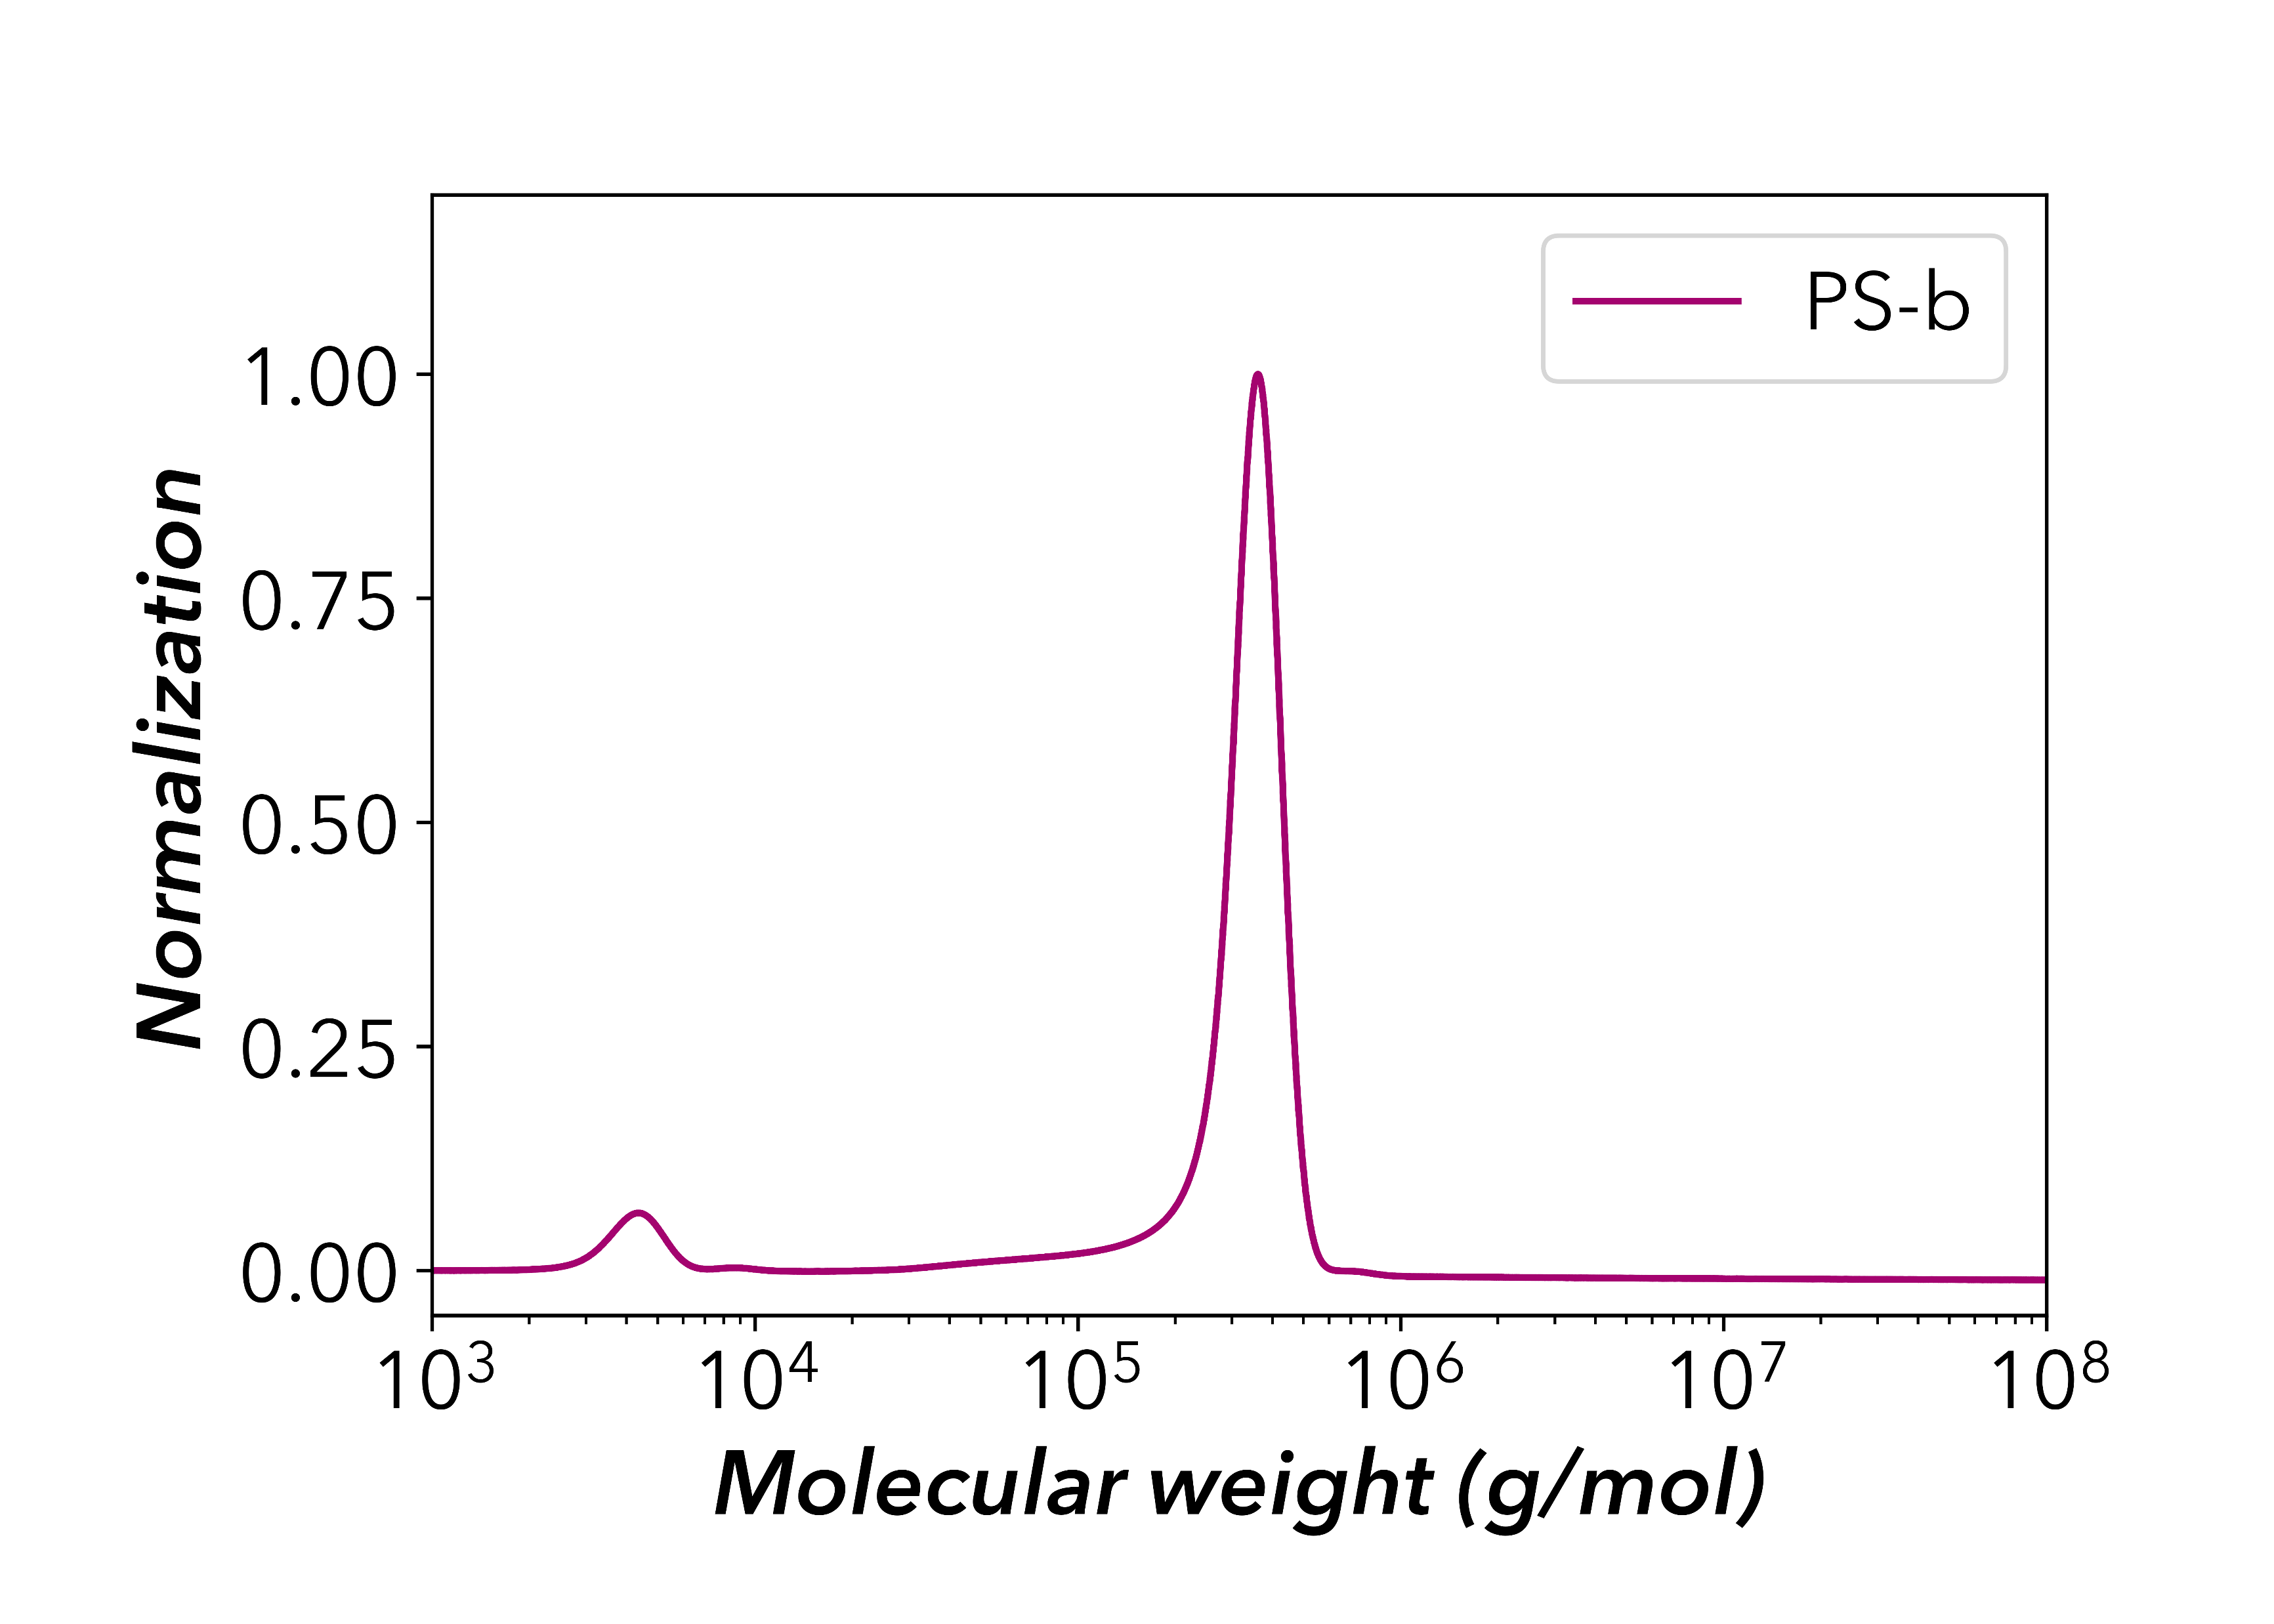 PS-b
Normalization
1.00
0.75
0.50
0.25
0.00
10³ 10⁴ 10⁵ 10⁶ 10⁷ 10⁸
Molecular weight (g/mol)